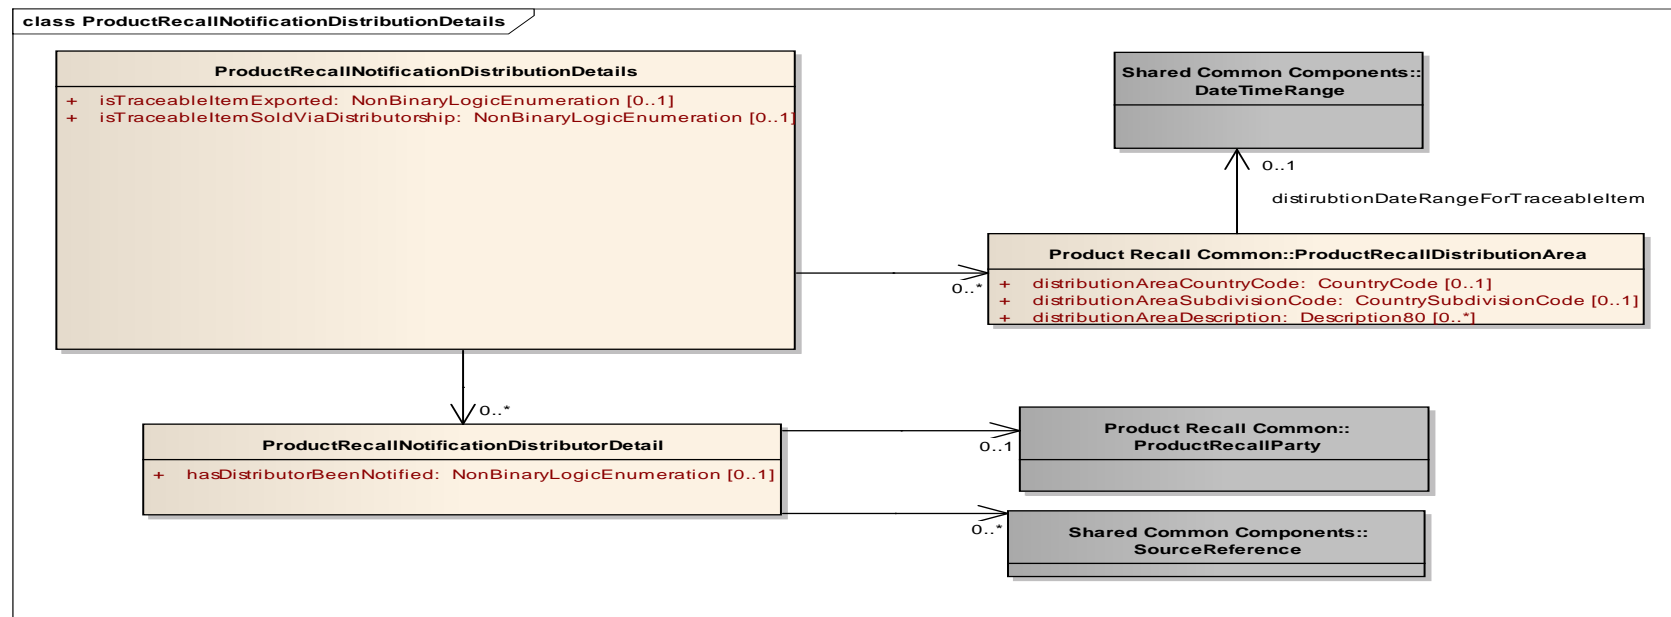 class ProductRecallNotificationDistributionDetails
ProductRecallNotificationDistributionDetails
+ isTraceableItemExported: NonBinaryLogicEnumeration [0..1]
+ isTraceableItemSoldViaDistributorship: NonBinaryLogicEnumeration [0..1]
Shared Common Components::
DateTimeRange
0..1
distirubtionDateRangeForTraceableItem
Product Recall Common::ProductRecallDistributionArea
0..*
+ distributionAreaCountryCode: CountryCode [0..1]
+ distributionAreaSubdivisionCode: CountrySubdivisionCode [0..1]
+ distributionAreaDescription: Description80 [0..*]
0..*
ProductRecallNotificationDistributorDetail
+ hasDistributorBeenNotified: NonBinaryLogicEnumeration [0..1]
0..1
Product Recall Common::
ProductRecallParty
0..*
Shared Common Components::
SourceReference